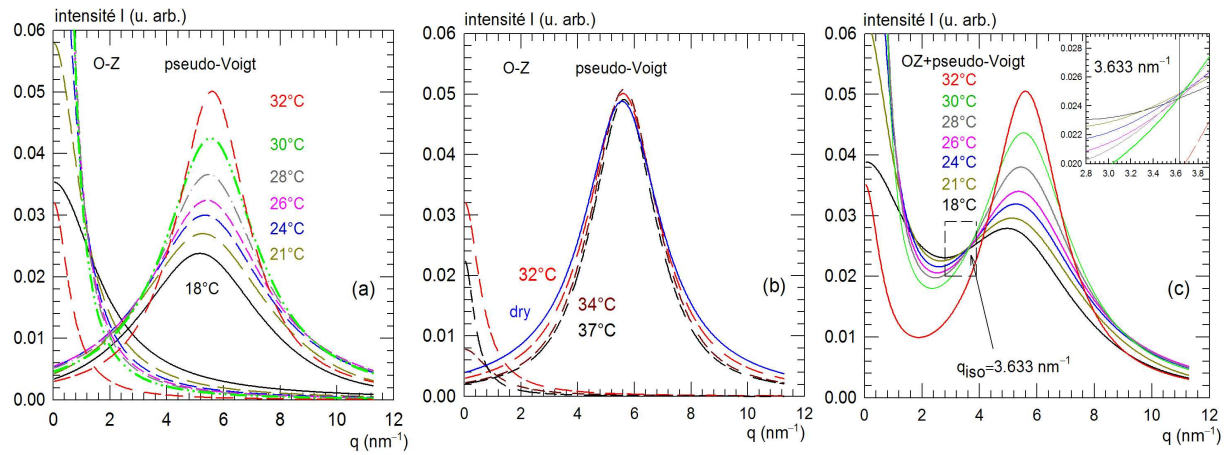 intensité I (u. arb.)
0.06
0.05
0.04
0.03
0.02
0.01
0.00
0 2 4 6 8 10 12
q (nm⁻¹)
O-Z pseudo-Voigt
32°C
30°C
28°C
26°C
24°C
21°C
18°C
(a)
intensité I (u. arb.)
0.06
0.05
0.04
0.03
0.02
0.01
0.00
0 2 4 6 8 10 12
q (nm⁻¹)
O-Z pseudo-Voigt
32°C
dry
34°C
37°C
(b)
intensité I (u. arb.)
0.06
0.05
0.04
0.03
0.02
0.01
0.00
0 2 4 6 8 10 12
q (nm⁻¹)
OZ+pseudo-Voigt
32°C
30°C
28°C
26°C
24°C
21°C
18°C
(c)
qiso=3.633 nm⁻¹
0.030
0.028
0.026
0.024
0.022
0.020
2.8 3.0 3.2 3.4 3.6 3.8
3.633 nm⁻¹